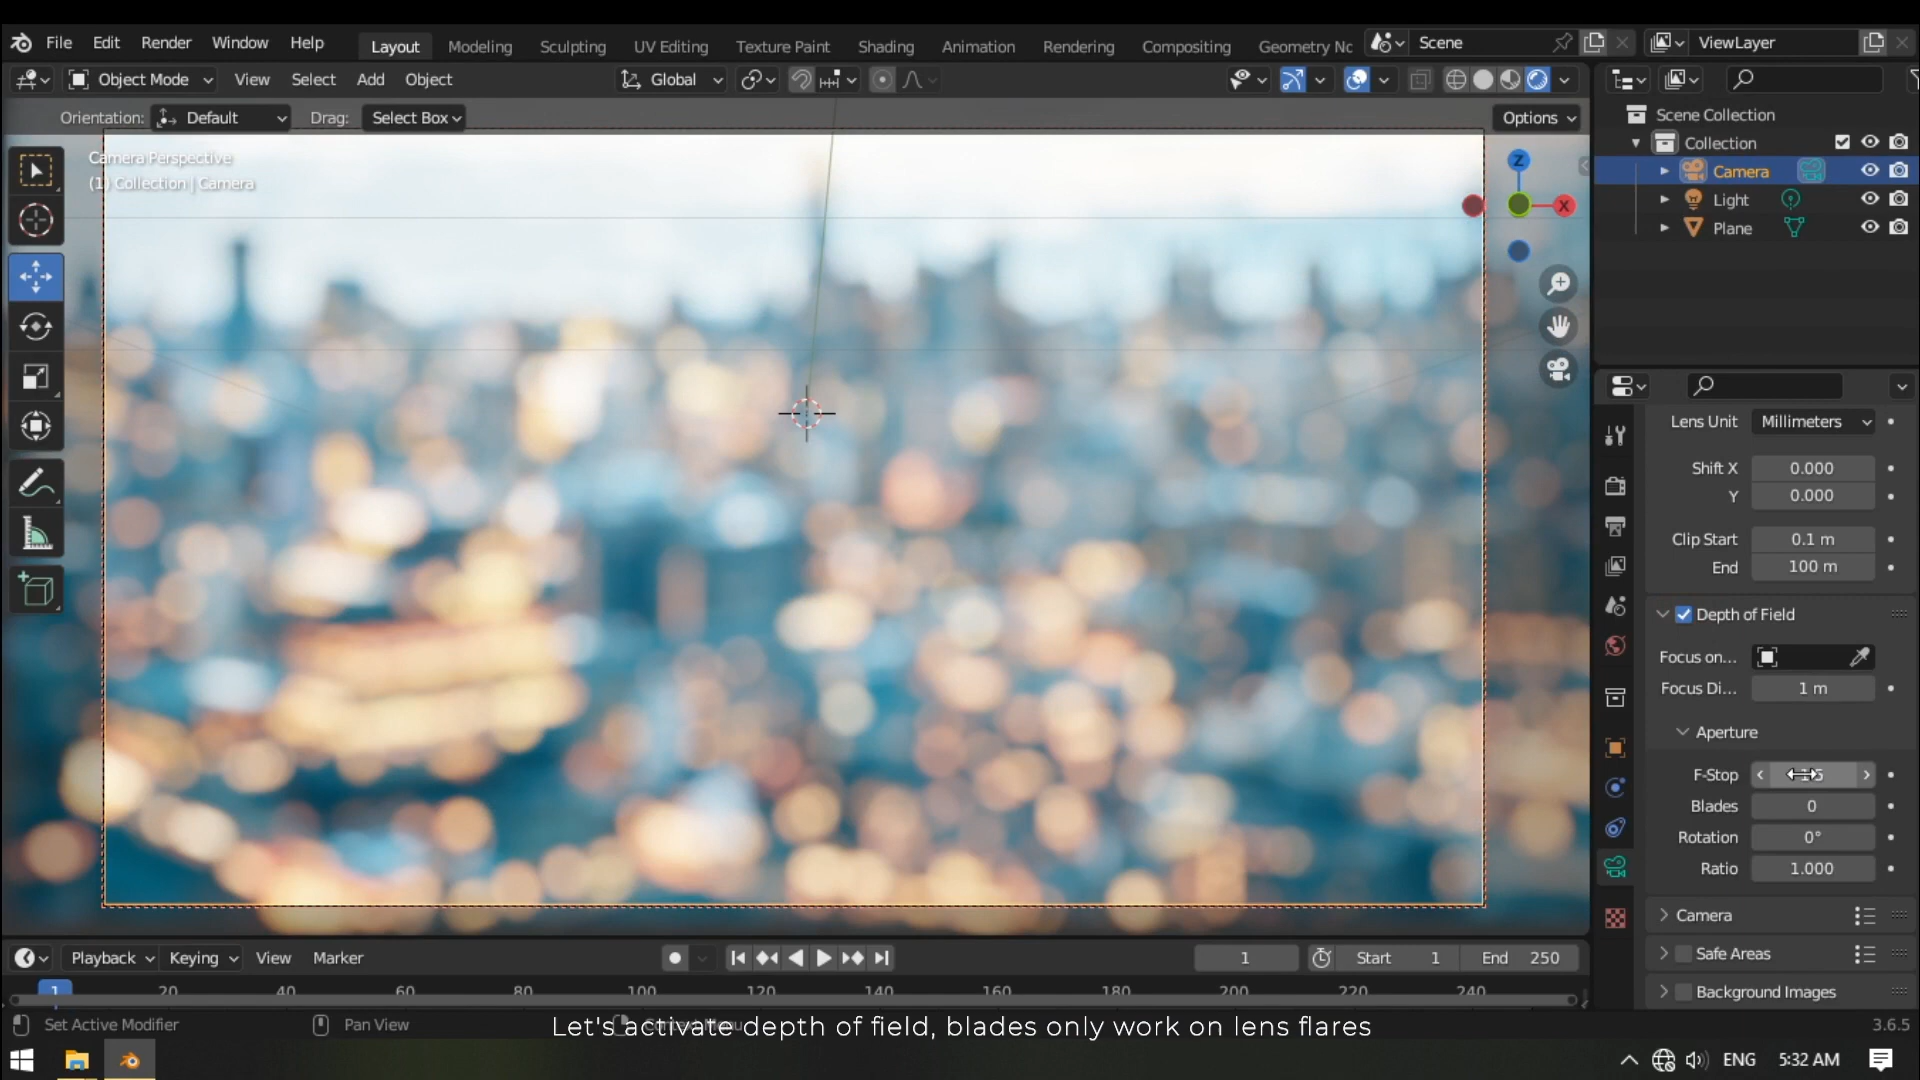 File Edit Render Window Help Layout Modeling Sculpting UV Editing Texture Paint Shading Animation Rendering Compositing Geometry Nc Scene ViewLayer
Object Mode View Select Add Object Global
Orientation: Default Drag: Select Box Options
Camera Perspective
(1) Collection | Camera
Z
X
Scene Collection
Collection
Camera
Light
Plane
Lens Unit Millimeters
Shift X 0.000
Y 0.000
Clip Start 0.1 m
End 100 m
Depth of Field
Focus on...
Focus Di... 1 m
Aperture
F-Stop
Blades 0
Rotation 0°
Ratio 1.000
Camera
Safe Areas
Background Images
Playback Keying View Marker 1 Start 1 End 250
1 20 40 60 80 100 120 140 160 180 200 220 240
Set Active Modifier Pan View 3.6.5
Let's activate depth of field, blades only work on lens flares
ENG 5:32 AM